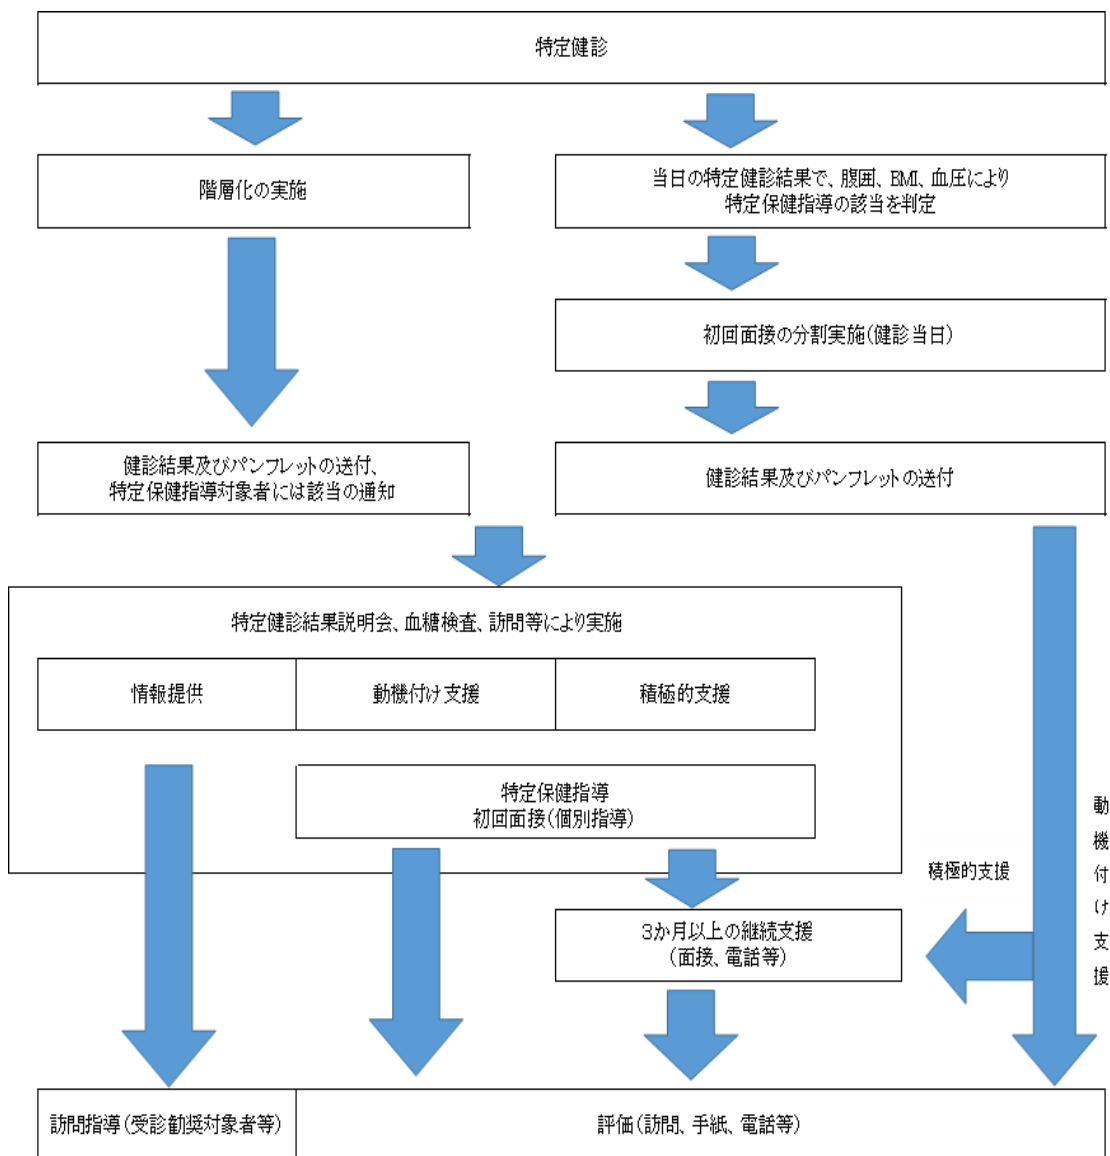 特定健診
階層化の実施
当日の特定健診結果で、腹囲、BMI、血圧により
特定保健指導の該当を判定
初回面接の分割実施(健診当日)
健診結果及びパンフレットの送付、
特定保健指導対象者には該当の通知
健診結果及びパンフレットの送付
特定健診結果説明会、血糖検査、訪問等により実施
情報提供
動機付け支援
積極的支援
特定保健指導
初回面接(個別指導)
動機付け支援
積極的支援
3か月以上の継続支援
(面接、電話等)
訪問指導(受診勧奨対象者等)
評価(訪問、手紙、電話等)